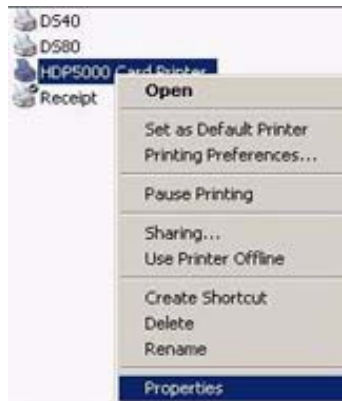 DS40
DS80
HDP5000 Card Printer
Receipt
Open
Set as Default Printer
Printing Preferences...
Pause Printing
Sharing...
Use Printer Offline
Create Shortcut
Delete
Rename
Properties